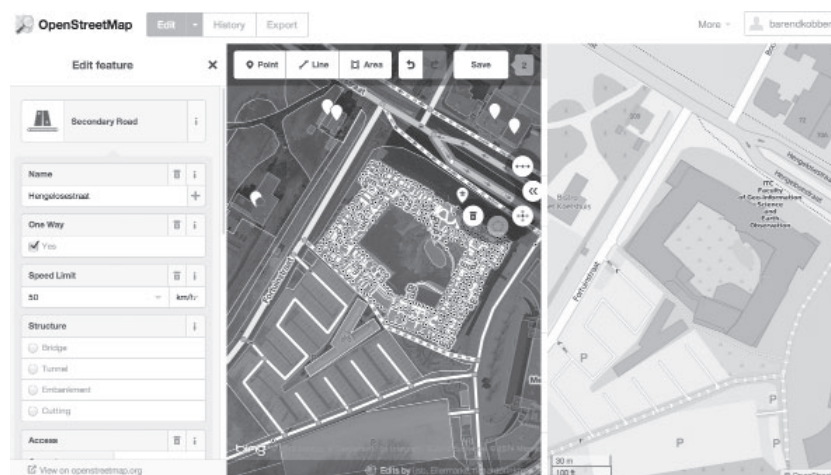 OpenStreetMap
Edit
History
Export
More
barendkobben
Edit feature
Point
Line
Area
Save
2
Secondary Road
i
Name
i
Hengelosestraat
One Way
i
Yes
Speed Limit
i
50
km/h
Structure
i
Bridge
Tunnel
Embankment
Cutting
Access
i
View on openstreetmap.org
bing
Edits by
30 m
100 ft
Hengelosestraat
ITC
Faculty
of Geo-Information
Science
and
Earth
Observation
P
P
P
P